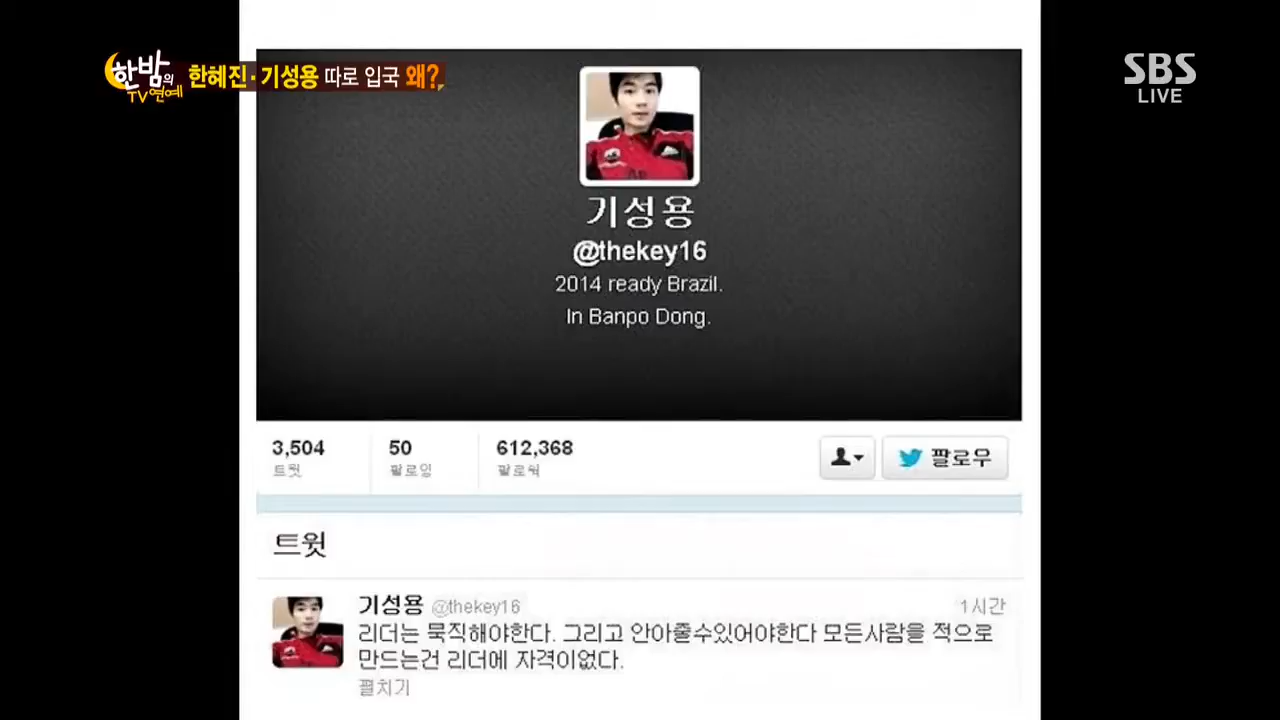 한밤의
TV연예
한혜진·기성용 따로 입국 왜?
SBS
LIVE
기성용
@thekey16
2014 ready Brazil.
In Banpo Dong.
3,504
트윗
50
팔로잉
612,368
팔로워
팔로우
트윗
기성용 @thekey16 1시간
리더는 묵직해야한다. 그리고 안아줄수있어야한다 모든사람을 적으로
만드는건 리더에 자격이없다.
펼치기